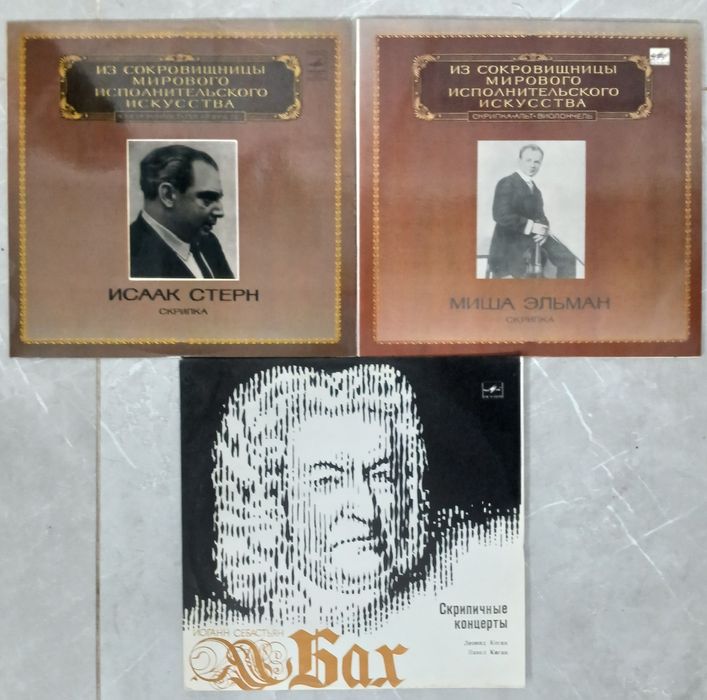 ИЗ СОКРОВИЩНИЦЫ
МИРОВОГО
ИСПОЛНИТЕЛЬСКОГО
ИСКУССТВА
ИСААК СТЕРН
СКРИПКА
ИЗ СОКРОВИЩНИЦЫ
МИРОВОГО
ИСПОЛНИТЕЛЬСКОГО
ИСКУССТВА
СКРИПКА•АЛЬТ•ВИОЛОНЧЕЛЬ
МИША ЭЛЬМАН
СКРИПКА
Скрипичные
концерты
Леонид Коган
Павел Коган
ИОГАНН СЕБАСТЬЯН
Бах